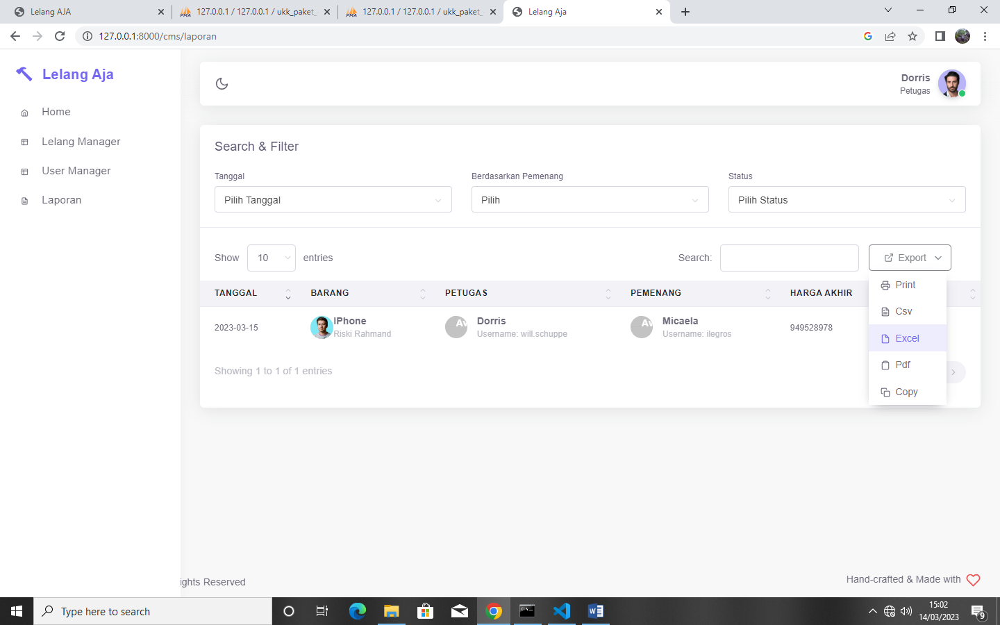 Lelang AJA
127.0.0.1 / 127.0.0.1 / ukk_paket_
127.0.0.1 / 127.0.0.1 / ukk_paket_
Lelang Aja
127.0.0.1:8000/cms/laporan
Lelang Aja
Home
Lelang Manager
User Manager
Laporan
Dorris
Petugas
Search & Filter
Tanggal
Berdasarkan Pemenang
Status
Pilih Tanggal
Pilih
Pilih Status
Show 10 entries
Search:
Export
Print
Csv
Excel
Pdf
Copy
TANGGAL BARANG PETUGAS PEMENANG HARGA AKHIR
2023-03-15
IPhone
Riski Rahmand
Av
Dorris
Username: will.schuppe
Av
Micaela
Username: ilegros
949528978
Showing 1 to 1 of 1 entries
ights Reserved
Hand-crafted & Made with
Type here to search
15:02
14/03/2023
9